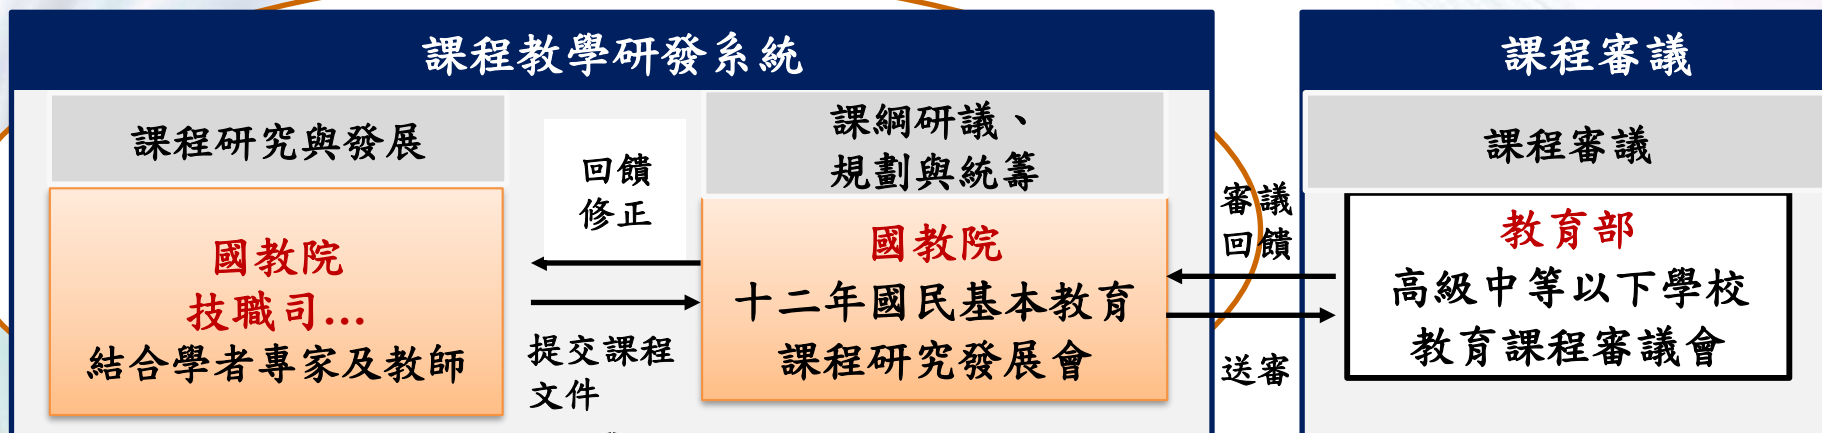 課程教學研發系統
課程研究與發展
國教院
技職司...
結合學者專家及教師
回饋
修正
提交課程
文件
課綱研議、
規劃與統籌
國教院
十二年國民基本教育
課程研究發展會
審議
回饋
送審
課程審議
課程審議
教育部
高級中等以下學校
教育課程審議會